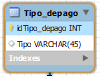 Tipo_depago
idTipo_depago INT
Tipo VARCHAR(45)
Indexes